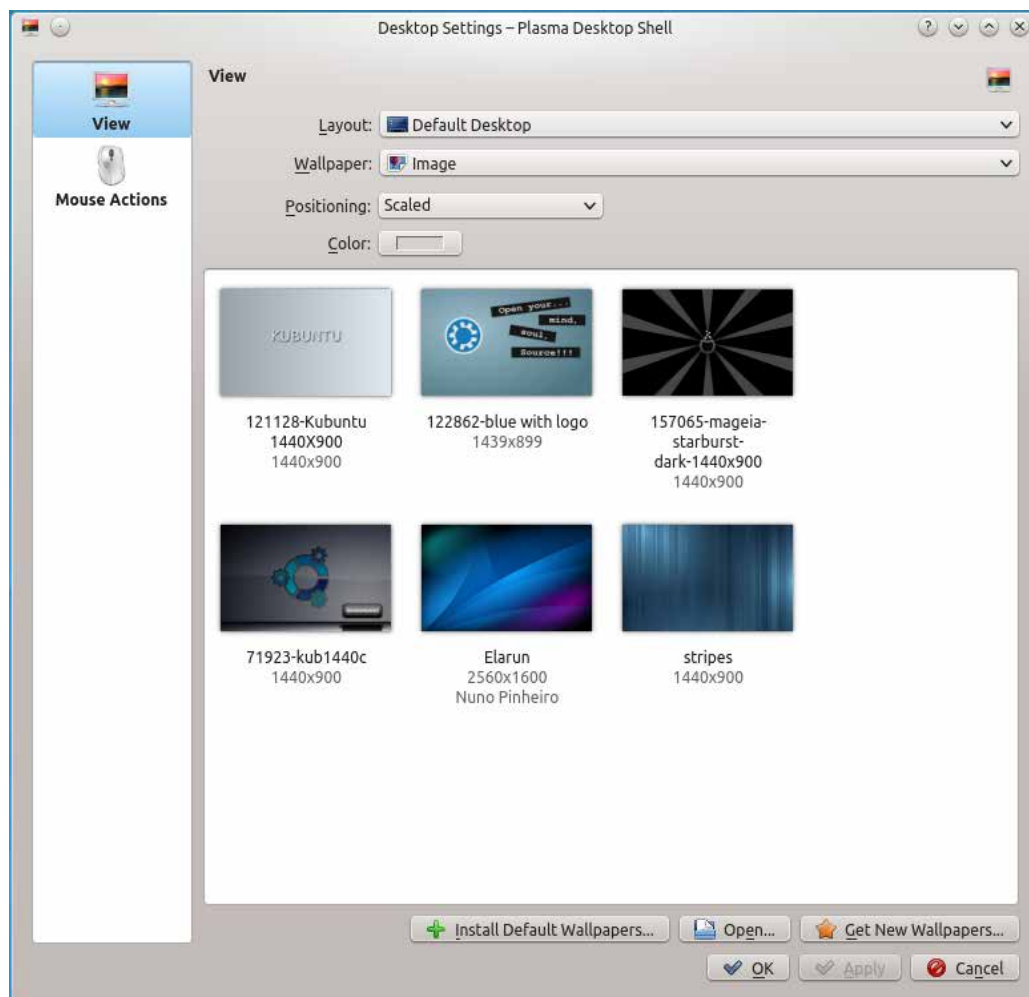 Desktop Settings – Plasma Desktop Shell
View
Mouse Actions
View
Layout: Default Desktop
Wallpaper: Image
Positioning: Scaled
Color:
KUBUNTU
121128-Kubuntu
1440X900
1440x900
Open your...
mind,
soul,
Source!!!
122862-blue with logo
1439x899
157065-mageia-
starburst-
dark-1440x900
1440x900
71923-kub1440c
1440x900
Elarun
2560x1600
Nuno Pinheiro
stripes
1440x900
Install Default Wallpapers... Open... Get New Wallpapers...
OK Apply Cancel